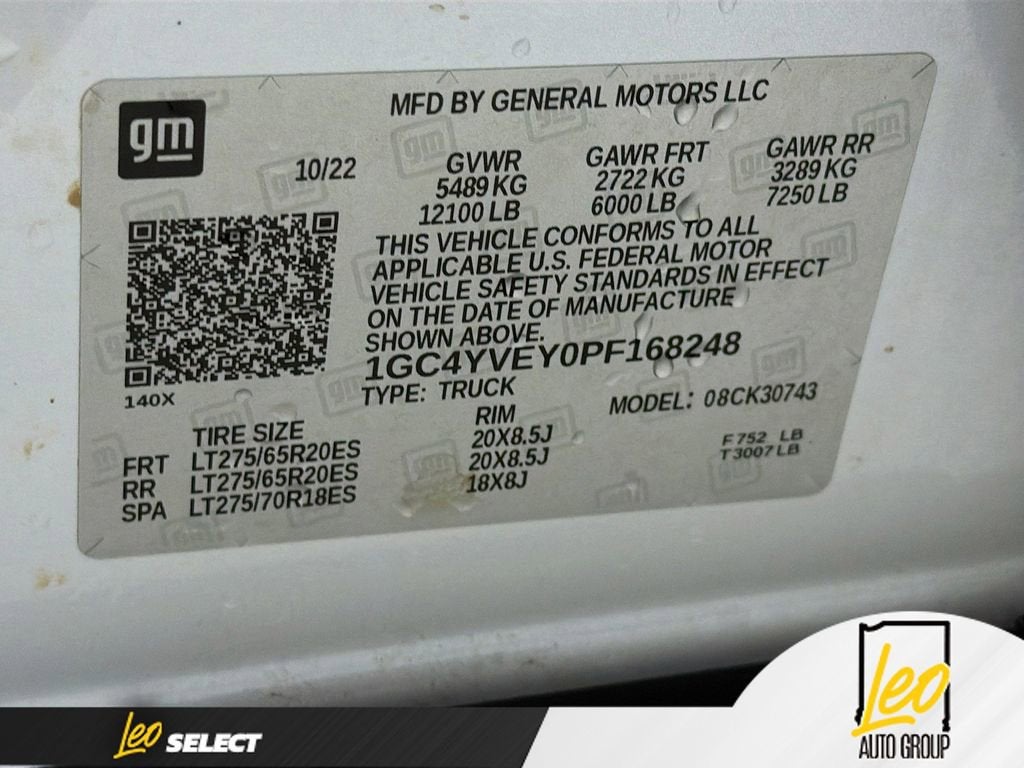 gm
MFD BY GENERAL MOTORS LLC
10/22
GVWR GAWR FRT GAWR RR
5489 KG 2722 KG 3289 KG
12100 LB 6000 LB 7250 LB
THIS VEHICLE CONFORMS TO ALL
APPLICABLE U.S. FEDERAL MOTOR
VEHICLE SAFETY STANDARDS IN EFFECT
ON THE DATE OF MANUFACTURE
SHOWN ABOVE.
1GC4YVEY0PF168248
140X
TYPE: TRUCK MODEL: 08CK30743
TIRE SIZE RIM
FRT LT275/65R20ES 20X8.5J F752 LB
RR LT275/65R20ES 20X8.5J T3007LB
SPA LT275/70R18ES 18X8J
Leo SELECT
Leo
AUTO GROUP